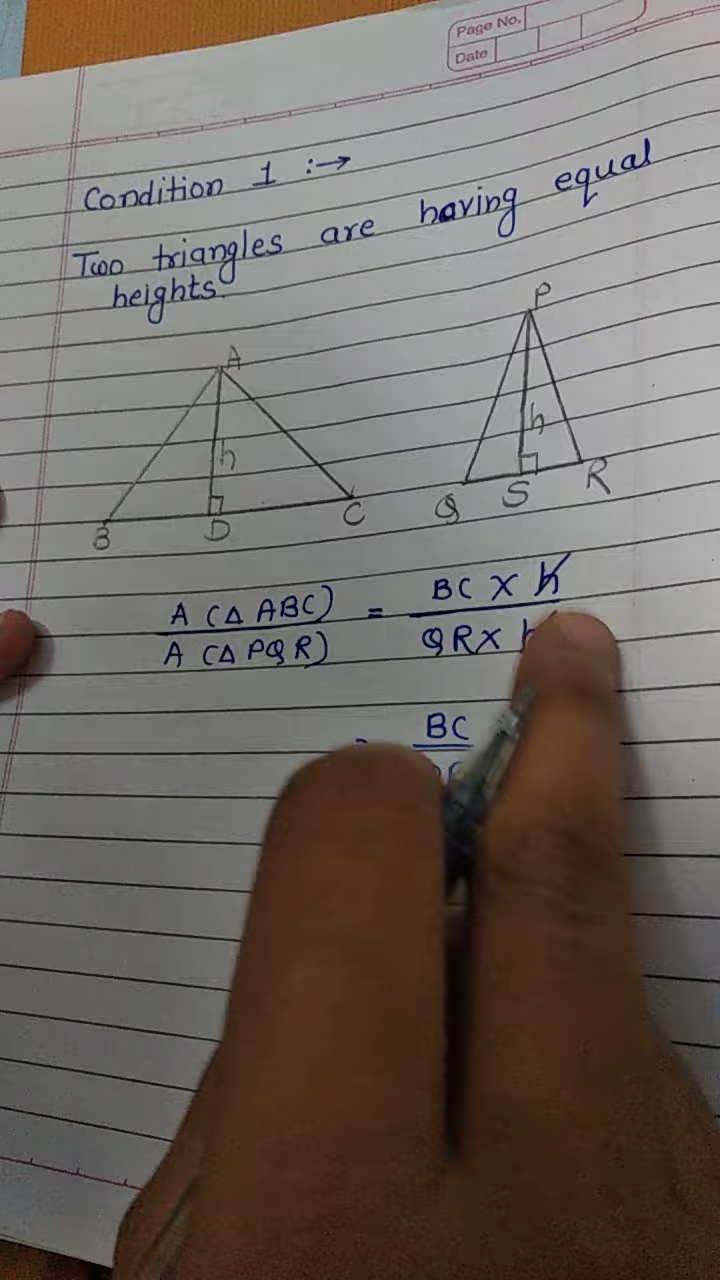 Page No.
Date
Condition 1 :→
Two triangles are having equal
heights.
A
h
B
D
C
P
h
Q
S
R
A (Δ ABC) = BC X h
A (Δ PQR) QR X
= BC